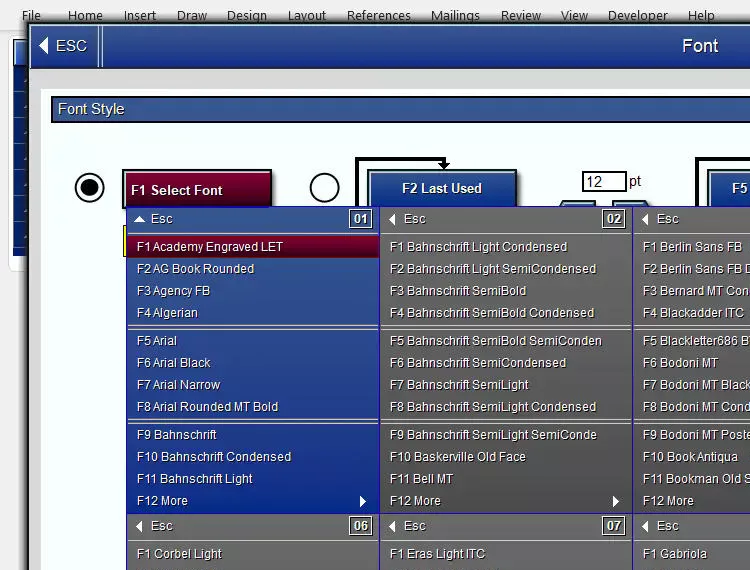 File Home Insert Draw Design Layout References Mailings Review View Developer Help
ESC Font
Font Style
F1 Select Font F2 Last Used 12 pt F5
Esc 01 Esc 02 Esc
F1 Academy Engraved LET F1 Bahnschrift Light Condensed F1 Berlin Sans FB
F2 AG Book Rounded F2 Bahnschrift Light SemiCondensed F2 Berlin Sans FB D
F3 Agency FB F3 Bahnschrift SemiBold F3 Bernard MT Con
F4 Algerian F4 Bahnschrift SemiBold Condensed F4 Blackadder ITC
F5 Arial F5 Bahnschrift SemiBold SemiConden F5 Blackletter686 B
F6 Arial Black F6 Bahnschrift SemiCondensed F6 Bodoni MT
F7 Arial Narrow F7 Bahnschrift SemiLight F7 Bodoni MT Black
F8 Arial Rounded MT Bold F8 Bahnschrift SemiLight Condensed F8 Bodoni MT Cond
F9 Bahnschrift F9 Bahnschrift SemiLight SemiConde F9 Bodoni MT Poste
F10 Bahnschrift Condensed F10 Baskerville Old Face F10 Book Antiqua
F11 Bahnschrift Light F11 Bell MT F11 Bookman Old S
F12 More F12 More F12 More
Esc 06 Esc 07 Esc
F1 Corbel Light F1 Eras Light ITC F1 Gabriola